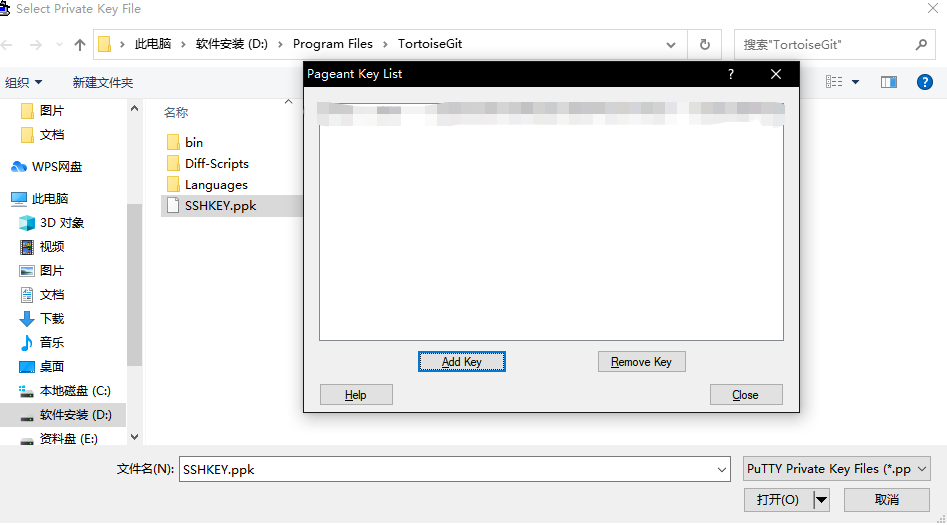 Select Private Key File
此电脑 软件安装 (D:) Program Files TortoiseGit
搜索"TortoiseGit"
组织 新建文件夹
图片
文档
WPS网盘
此电脑
3D 对象
视频
图片
文档
下载
音乐
桌面
本地磁盘 (C:)
软件安装 (D:)
资料盘 (E:)
名称
bin
Diff-Scripts
Languages
SSHKEY.ppk
Pageant Key List
?
Add Key
Remove Key
Help
Close
文件名(N): SSHKEY.ppk
PuTTY Private Key Files (*.pp
打开(O)
取消